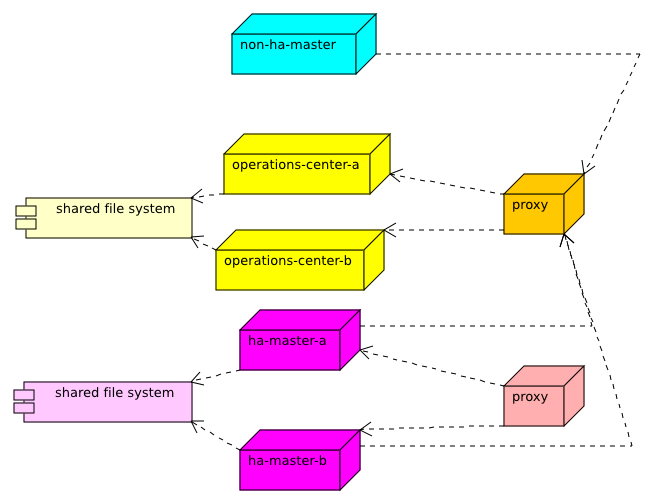 non-ha-master
operations-center-a
proxy
shared file system
operations-center-b
ha-master-a
shared file system
proxy
ha-master-b